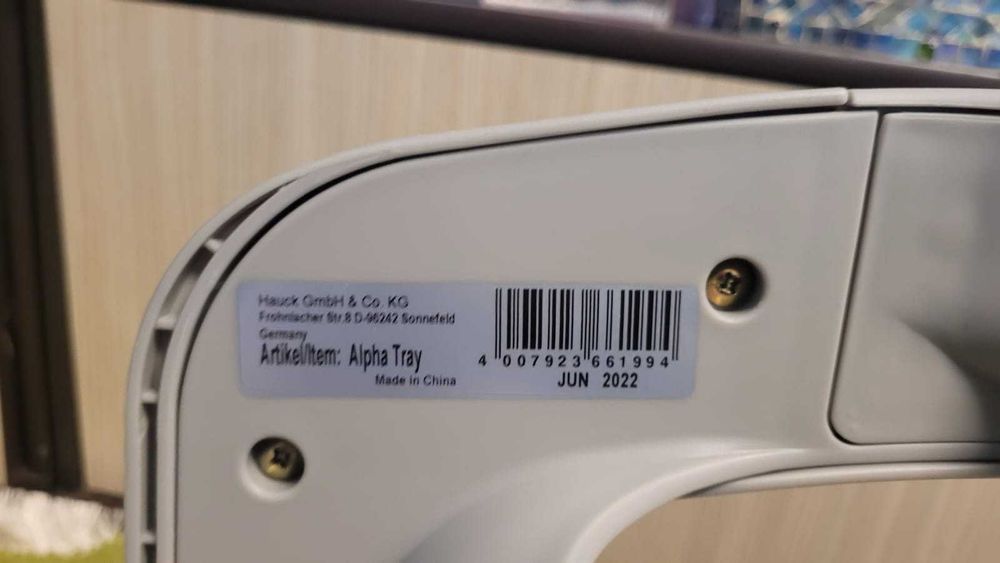 Hauck GmbH & Co. KG
Frohnlacher Str.8 D-96242 Sonnefeld
Germany
Artikel/Item: Alpha Tray
Made in China
4 007923 661994
JUN 2022